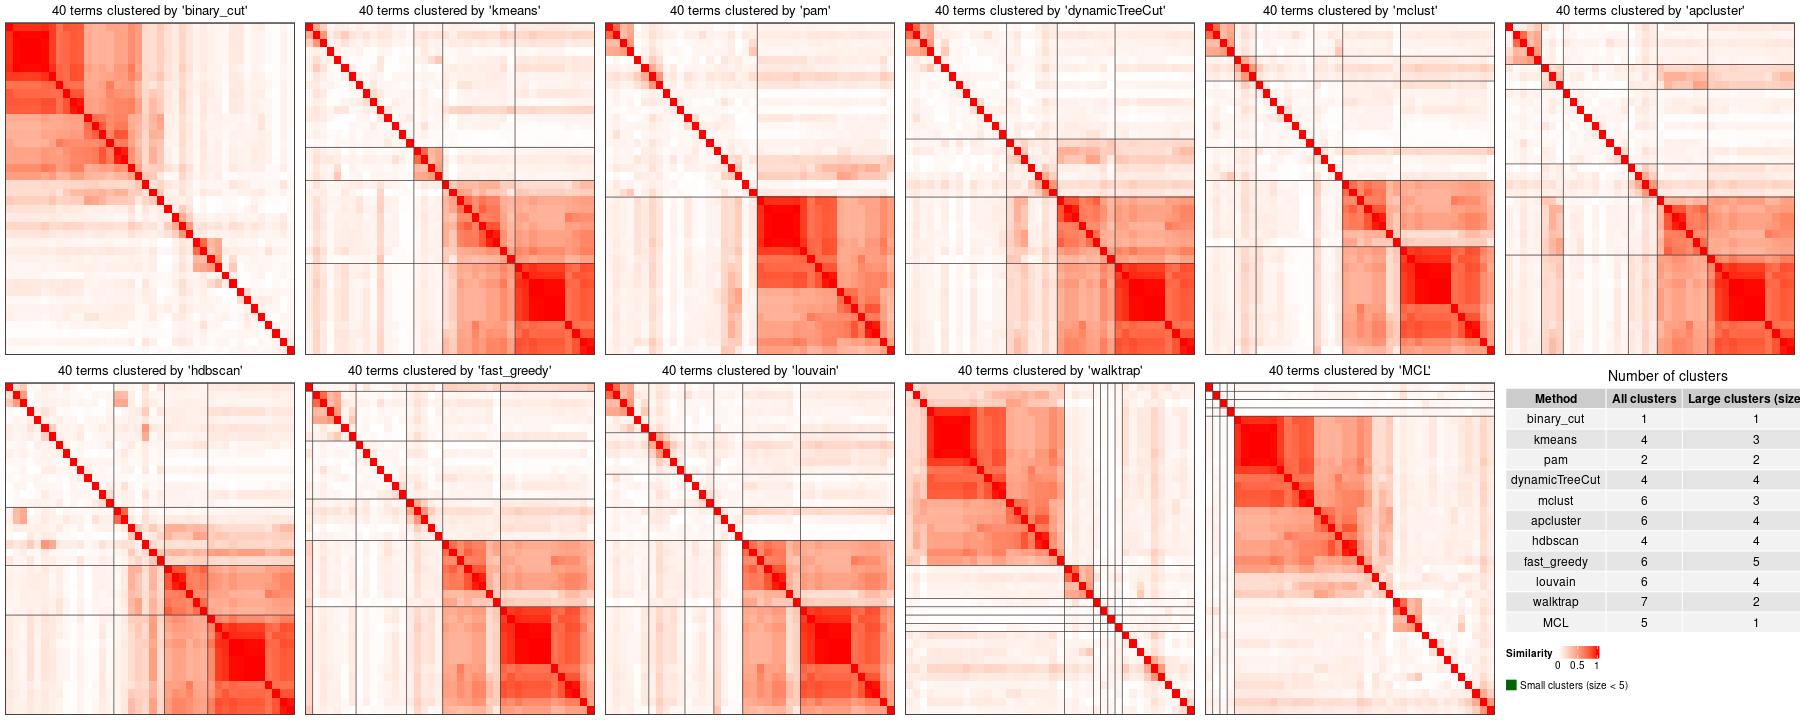 40 terms clustered by 'binary_cut'
40 terms clustered by 'kmeans'
40 terms clustered by 'pam'
40 terms clustered by 'dynamicTreeCut'
40 terms clustered by 'mclust'
40 terms clustered by 'apcluster'
40 terms clustered by 'hdbscan'
40 terms clustered by 'fast_greedy'
40 terms clustered by 'louvain'
40 terms clustered by 'walktrap'
40 terms clustered by 'MCL'
Number of clusters
Method All clusters Large clusters (size
binary_cut 1 1
kmeans 4 3
pam 2 2
dynamicTreeCut 4 4
mclust 6 3
apcluster 6 4
hdbscan 4 4
fast_greedy 6 5
louvain 6 4
walktrap 7 2
MCL 5 1
Similarity
0 0.5 1
Small clusters (size < 5)